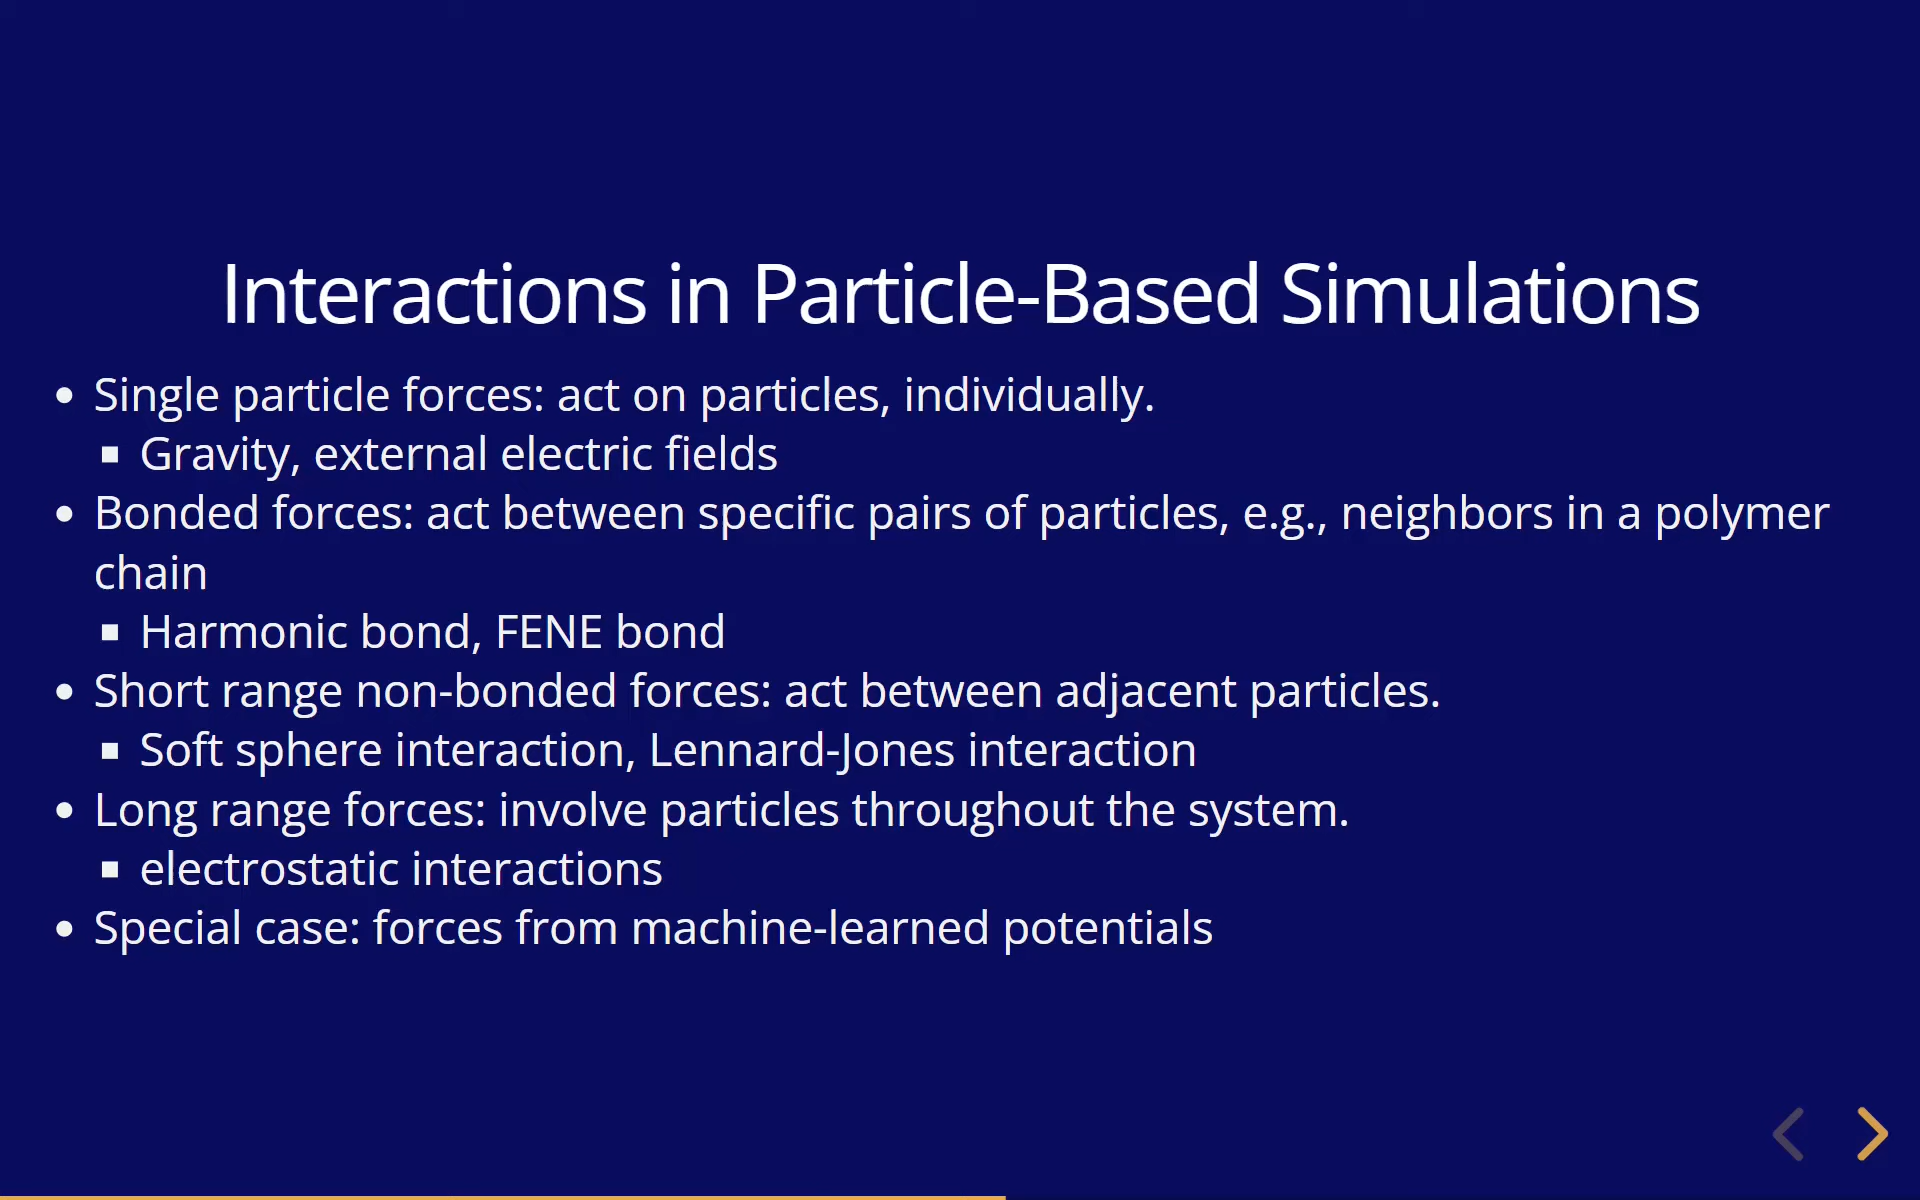 Interactions in Particle-Based Simulations
Single particle forces: act on particles, individually.
Gravity, external electric fields
Bonded forces: act between specific pairs of particles, e.g., neighbors in a polymer
chain
Harmonic bond, FENE bond
Short range non-bonded forces: act between adjacent particles.
Soft sphere interaction, Lennard-Jones interaction
Long range forces: involve particles throughout the system.
electrostatic interactions
Special case: forces from machine-learned potentials